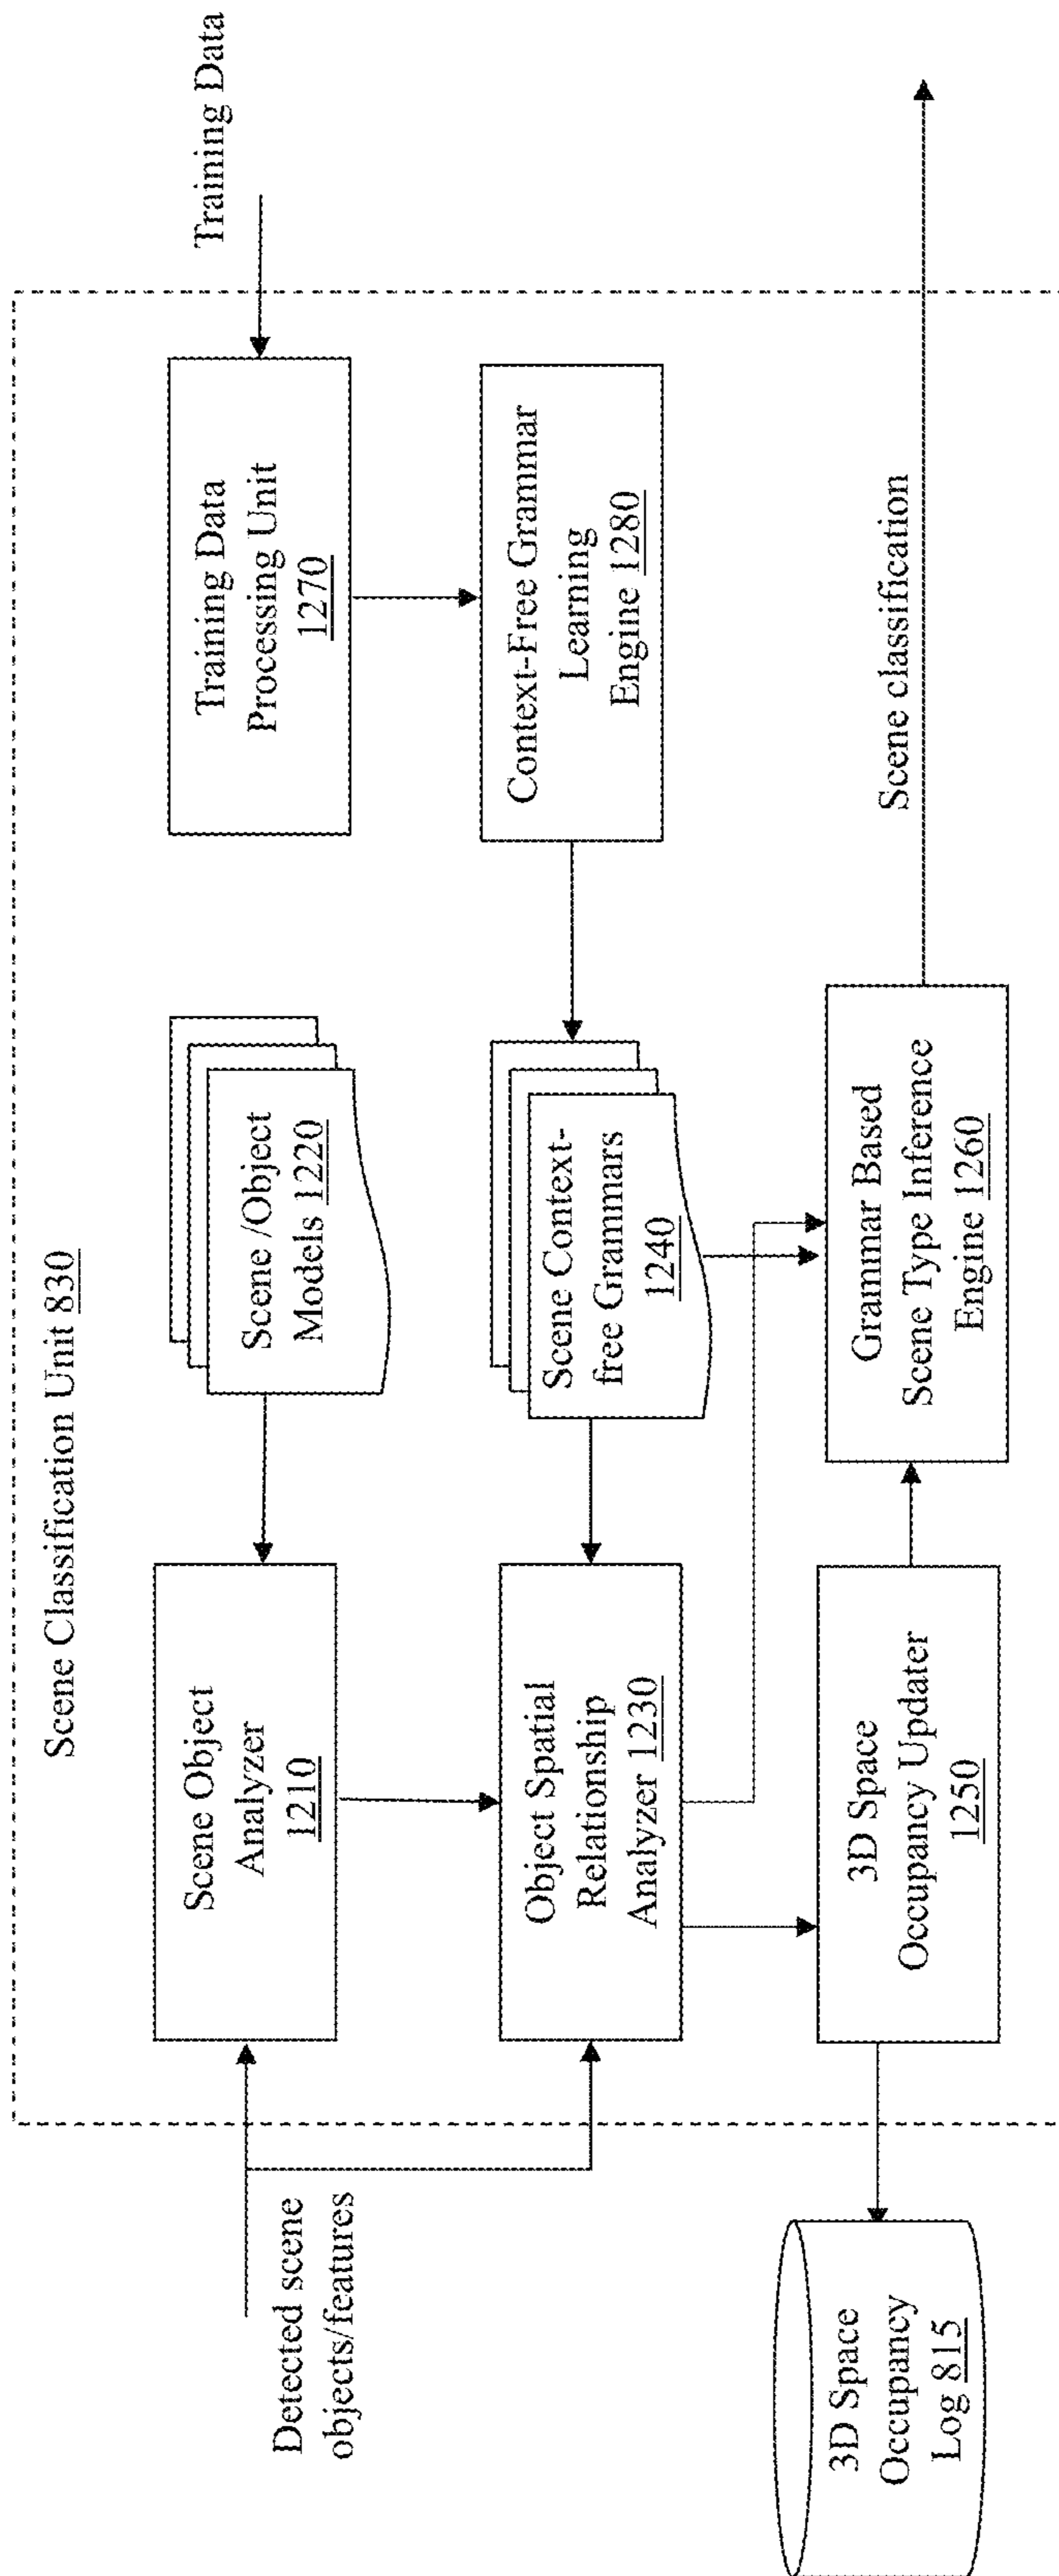 Scene Classification Unit 830
Training Data
Detected scene
objects/features
Scene Object
Analyzer
1210
Scene /Object
Models 1220
Training Data
Processing Unit
1270
Object Spatial
Relationship
Analyzer 1230
Scene Context-
free Grammars
1240
Context-Free Grammar
Learning
Engine 1280
3D Space
Occupancy
Log 815
3D Space
Occupancy Updater
1250
Grammar Based
Scene Type Inference
Engine 1260
Scene classification